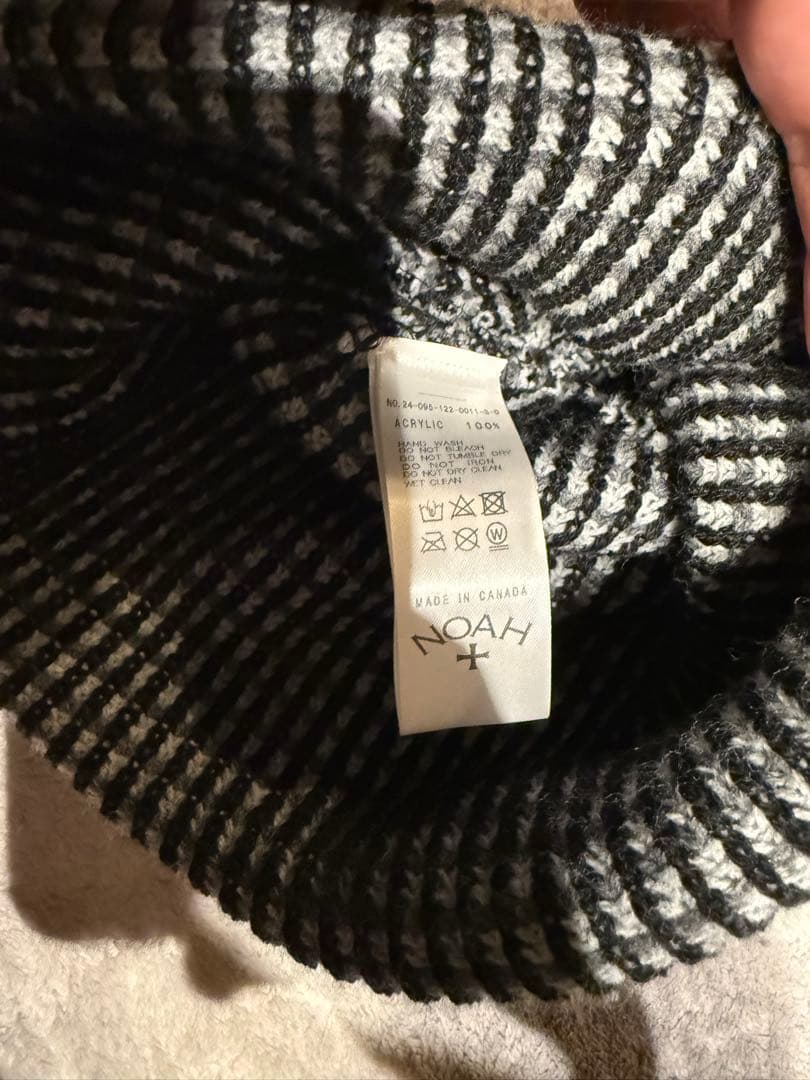 NO.24-095-122-0011-3-0
ACRYLIC 100%
HAND WASH
DO NOT BLEACH
DO NOT TUMBLE DRY
DO NOT IRON
DO NOT DRY CLEAN
WET CLEAN
W
MADE IN CANADA
NOAH